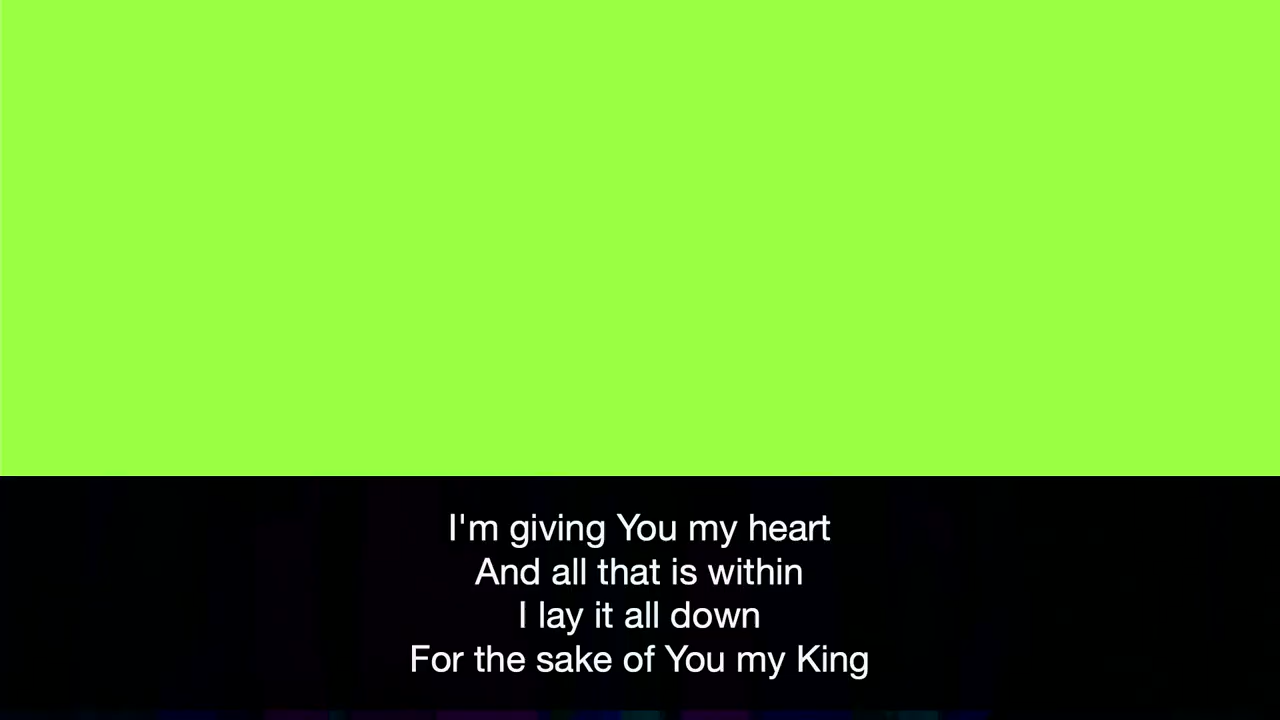 I'm giving You my heart
And all that is within
I lay it all down
For the sake of You my King